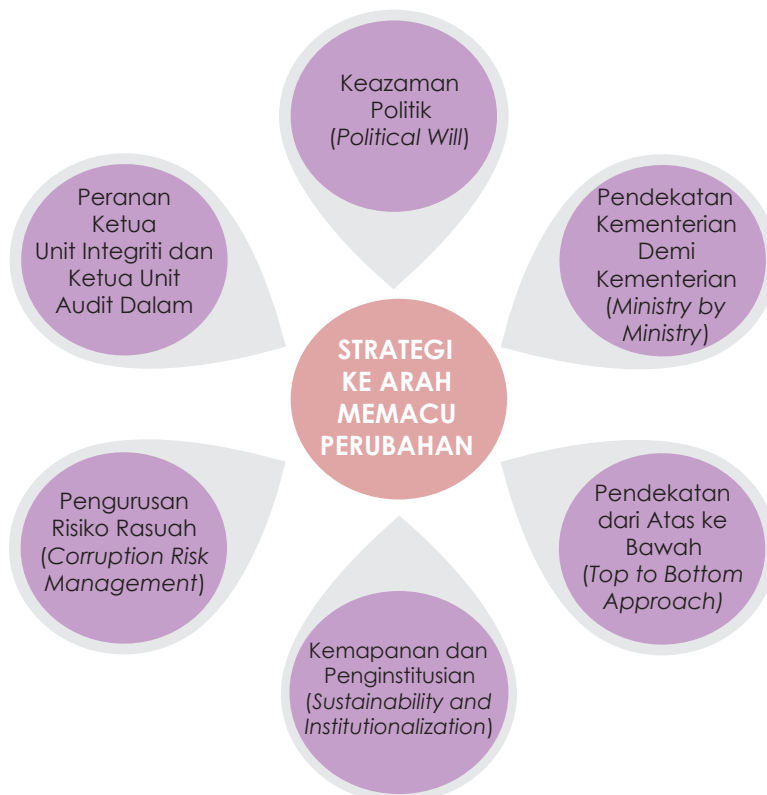 Keazaman
Politik
(Political Will)
Peranan
Ketua
Unit Integriti dan
Ketua Unit
Audit Dalam
Pendekatan
Kementerian
Demi
Kementerian
(Ministry by
Ministry)
STRATEGI
KE ARAH
MEMACU
PERUBAHAN
Pengurusan
Risiko Rasuah
(Corruption Risk
Management)
Pendekatan
dari Atas ke
Bawah
(Top to Bottom
Approach)
Kemapanan dan
Penginstitusian
(Sustainability and
Institutionalization)